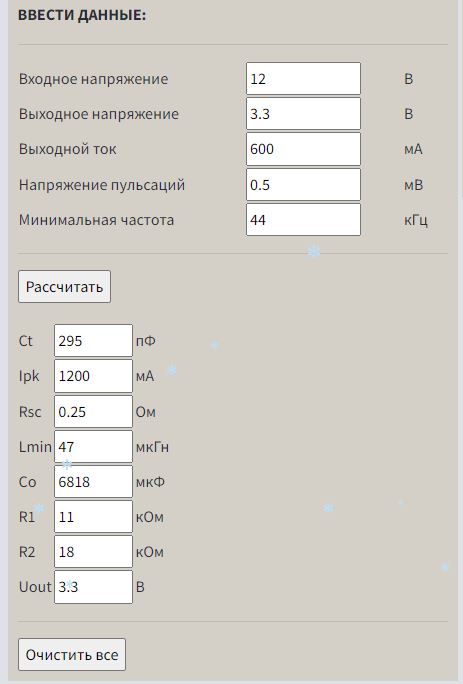 ВВЕСТИ ДАННЫЕ:
Входное напряжение 12 В
Выходное напряжение 3.3 В
Выходной ток 600 мА
Напряжение пульсаций 0.5 мВ
Минимальная частота 44 кГц
Рассчитать
Ct 295 пФ
Ipk 1200 мА
Rsc 0.25 Ом
Lmin 47 мкГн
Co 6818 мкФ
R1 11 кОм
R2 18 кОм
Uout 3.3 В
Очистить все